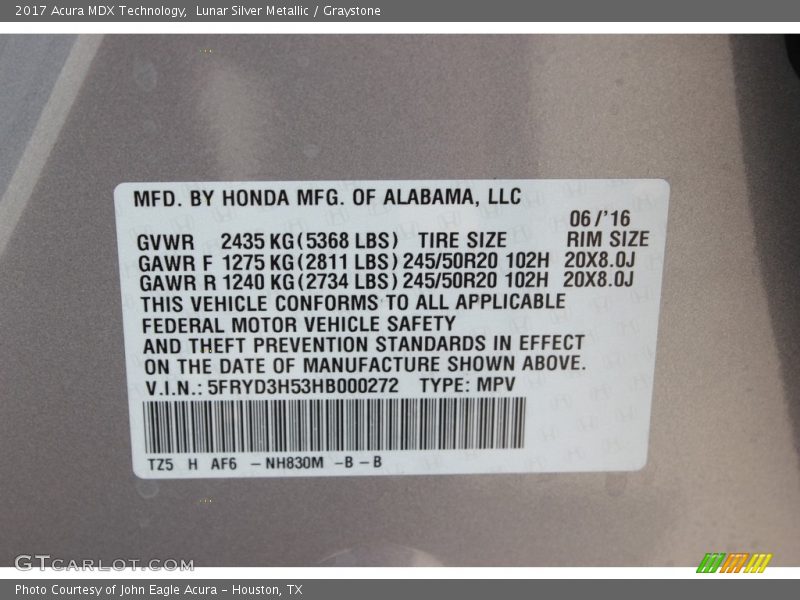 2017 Acura MDX Technology,  Lunar Silver Metallic / Graystone
MFD. BY HONDA MFG. OF ALABAMA, LLC
06 /'16
GVWR 2435 KG (5368 LBS) TIRE SIZE RIM SIZE
GAWR F 1275 KG (2811 LBS) 245/50R20 102H 20X8.0J
GAWR R 1240 KG (2734 LBS) 245/50R20 102H 20X8.0J
THIS VEHICLE CONFORMS TO ALL APPLICABLE
FEDERAL MOTOR VEHICLE SAFETY
AND THEFT PREVENTION STANDARDS IN EFFECT
ON THE DATE OF MANUFACTURE SHOWN ABOVE.
V.I.N.: 5FRYD3H53HB000272 TYPE: MPV
TZ5 H AF6 – NH830M –B – B
GTCARLOT.COM
Photo Courtesy of John Eagle Acura – Houston, TX